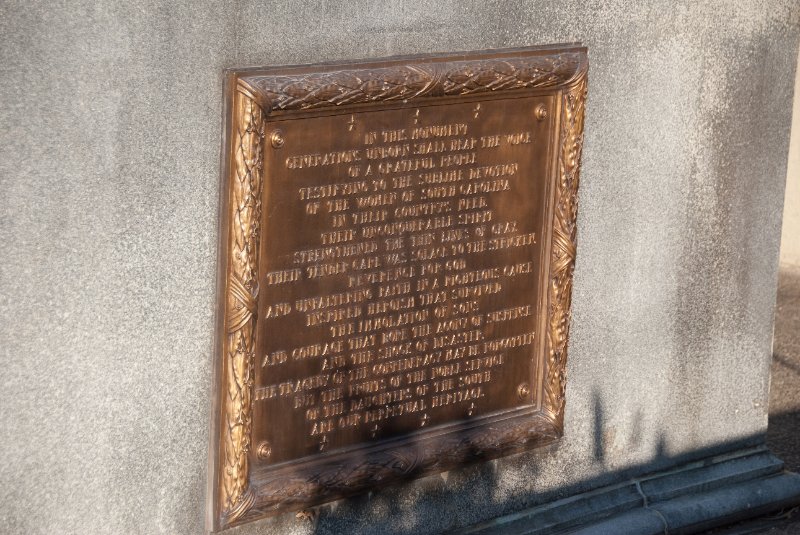 IN THIS MONUMENT
GENERATIONS UNBORN SHALL HEAR THE VOICE
OF A GRATEFUL PEOPLE
TESTIFYING TO THE SUBLIME DEVOTION
OF THE WOMEN OF SOUTH CAROLINA
IN THEIR COUNTRY'S NEED
THEIR UNCONQUERABLE SPIRIT
STRENGTHENED THE THIN LINES OF GRAY
THEIR TENDER CARE WAS SOLACE TO THE STRICKEN
REVERENCE FOR GOD
AND UNFALTERING FAITH IN A RIGHTEOUS CAUSE
INSPIRED HEROISM THAT SURVIVED
THE IMMOLATION OF SONS
AND COURAGE THAT BORE THE AGONY OF SUSPENSE
AND THE SHOCK OF DISASTER
THE TRAGEDY OF THE CONFEDERACY MAY BE FORGOTTEN
BUT THE FRUITS OF THE NOBLE SERVICE
OF THE DAUGHTERS OF THE SOUTH
ARE OUR PERPETUAL HERITAGE